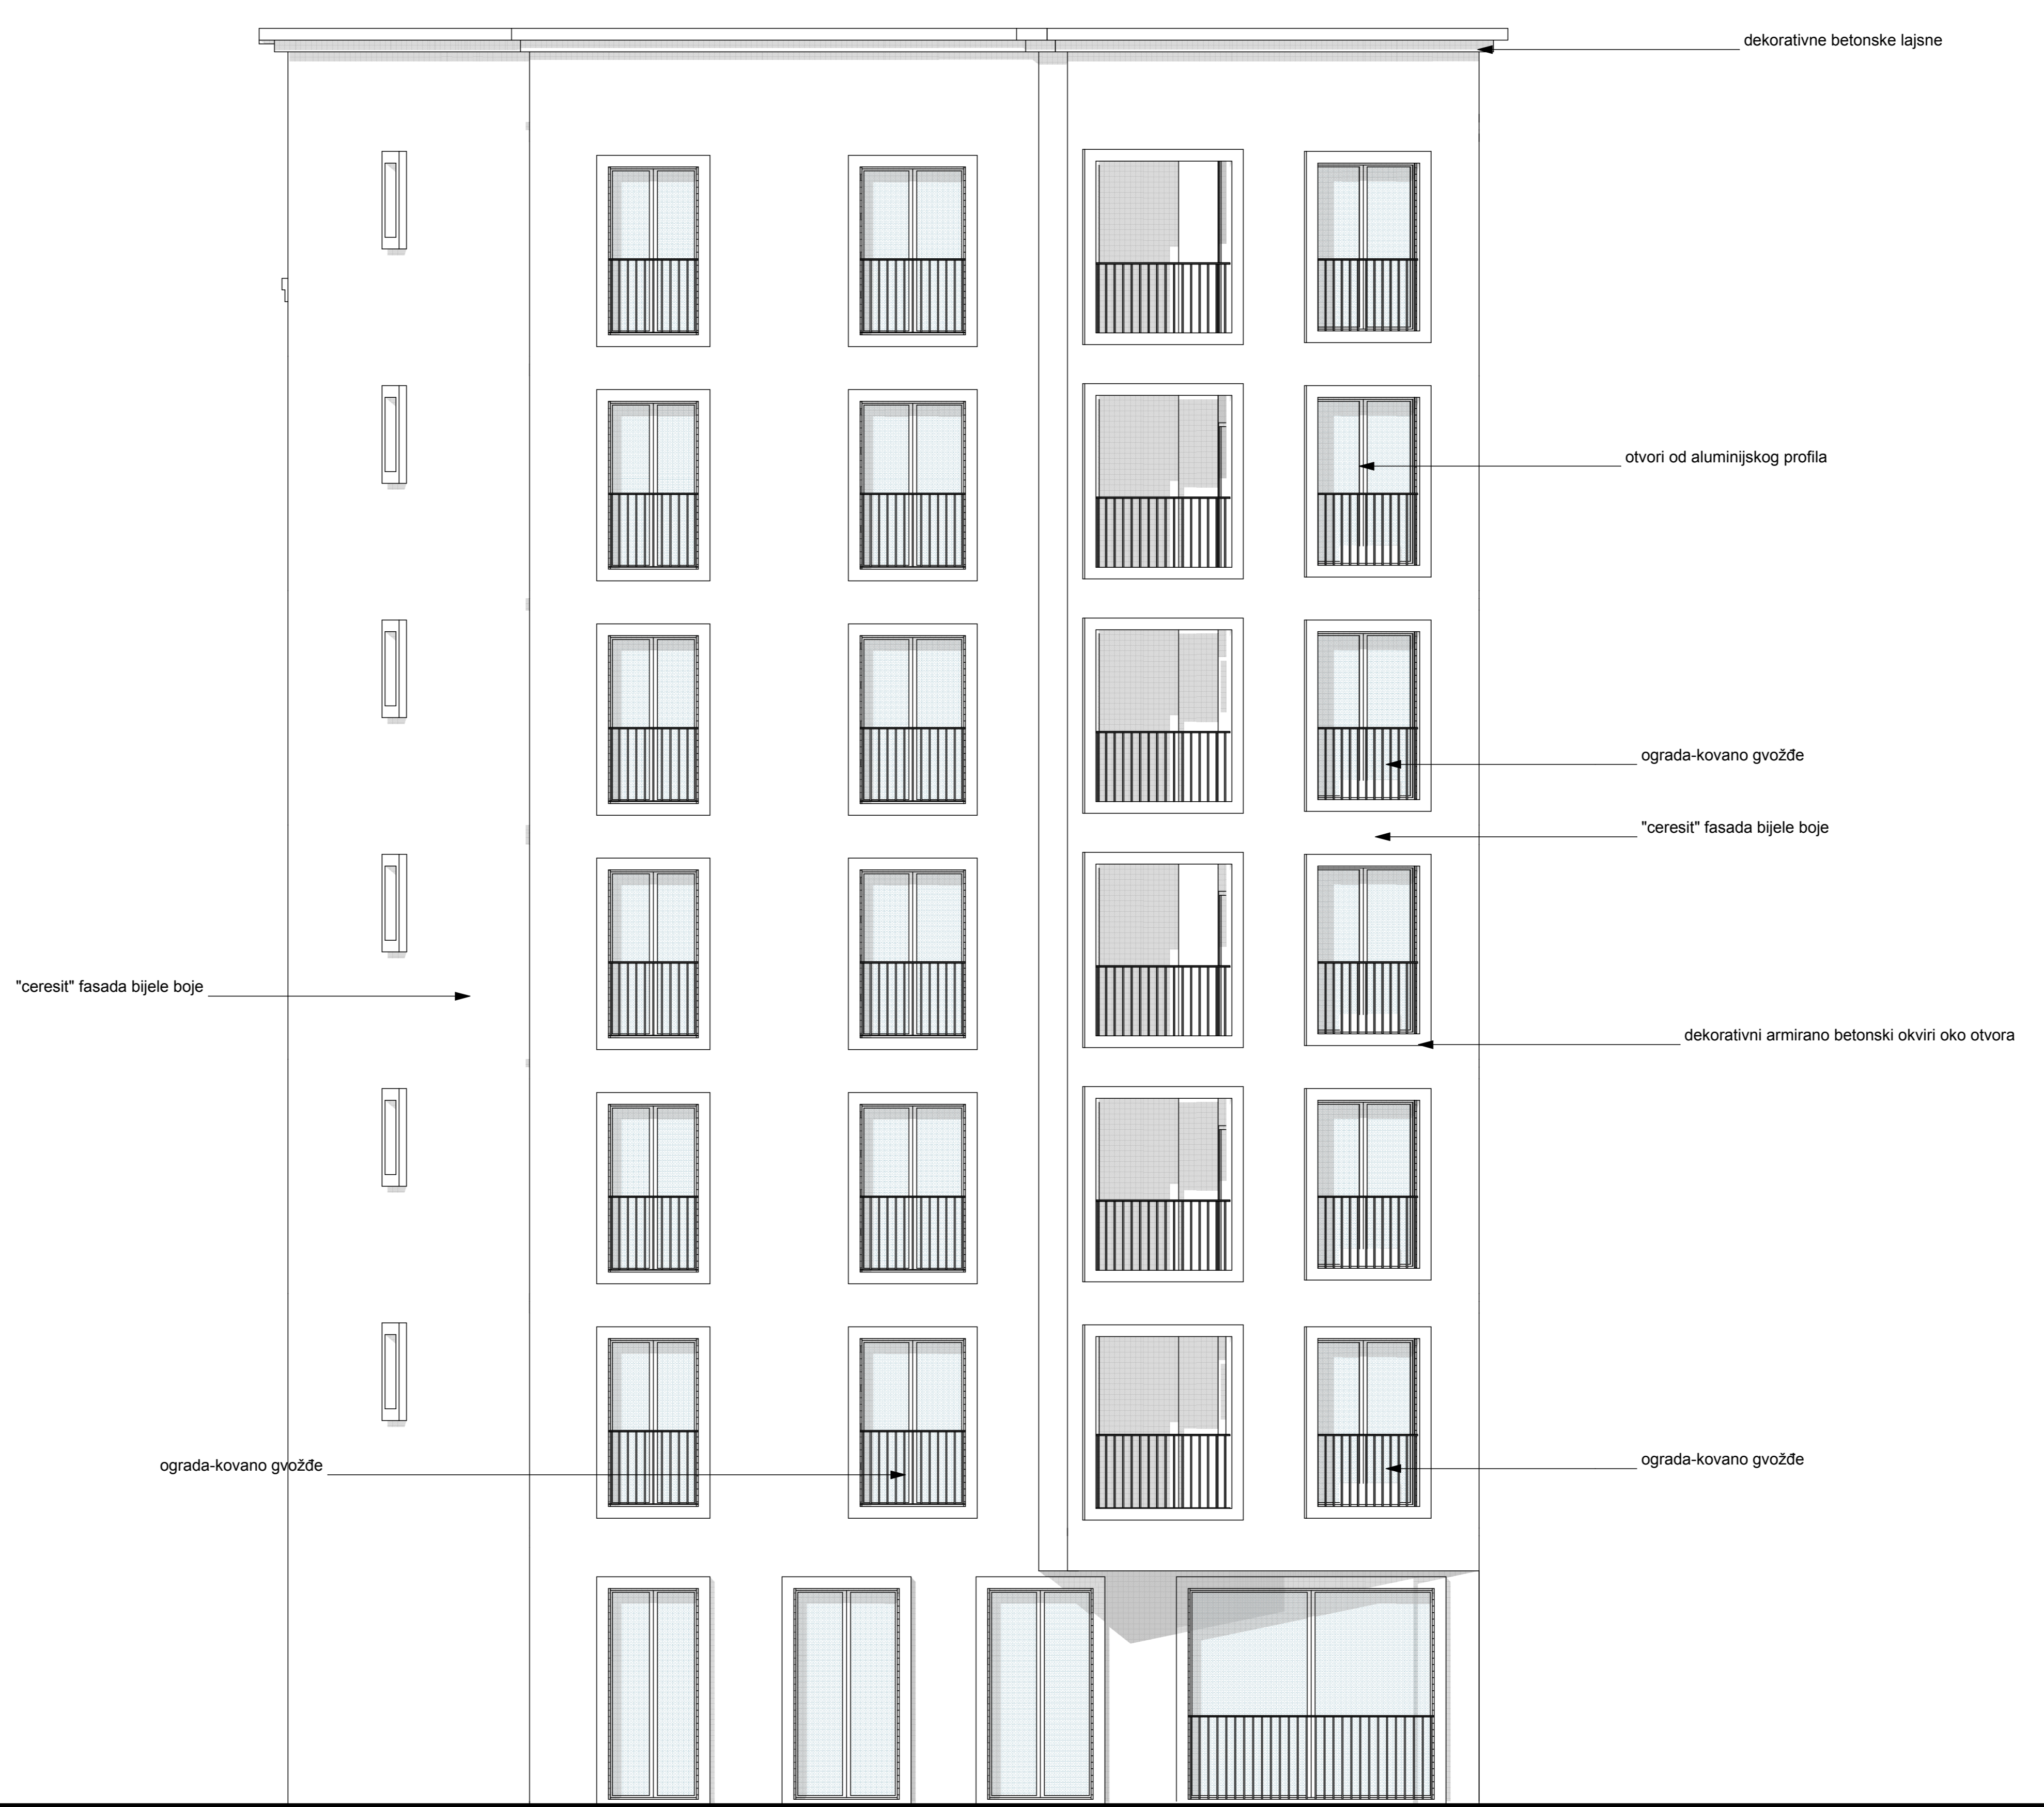 dekorativne betonske lajsne
otvori od aluminijskog profila
ograda-kovano gvožđe
"ceresit" fasada bijele boje
"ceresit" fasada bijele boje
dekorativni armirano betonski okviri oko otvora
ograda-kovano gvožđe
ograda-kovano gvožđe